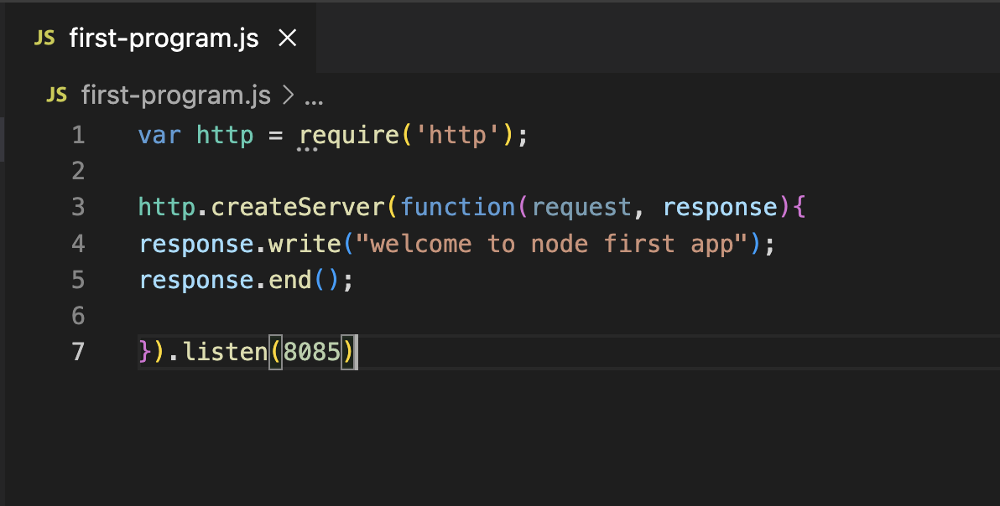 JS first-program.js ×
JS first-program.js > ...
1 var http = require('http');
2
3 http.createServer(function(request, response){
4 response.write("welcome to node first app");
5 response.end();
6
7 }).listen(8085)